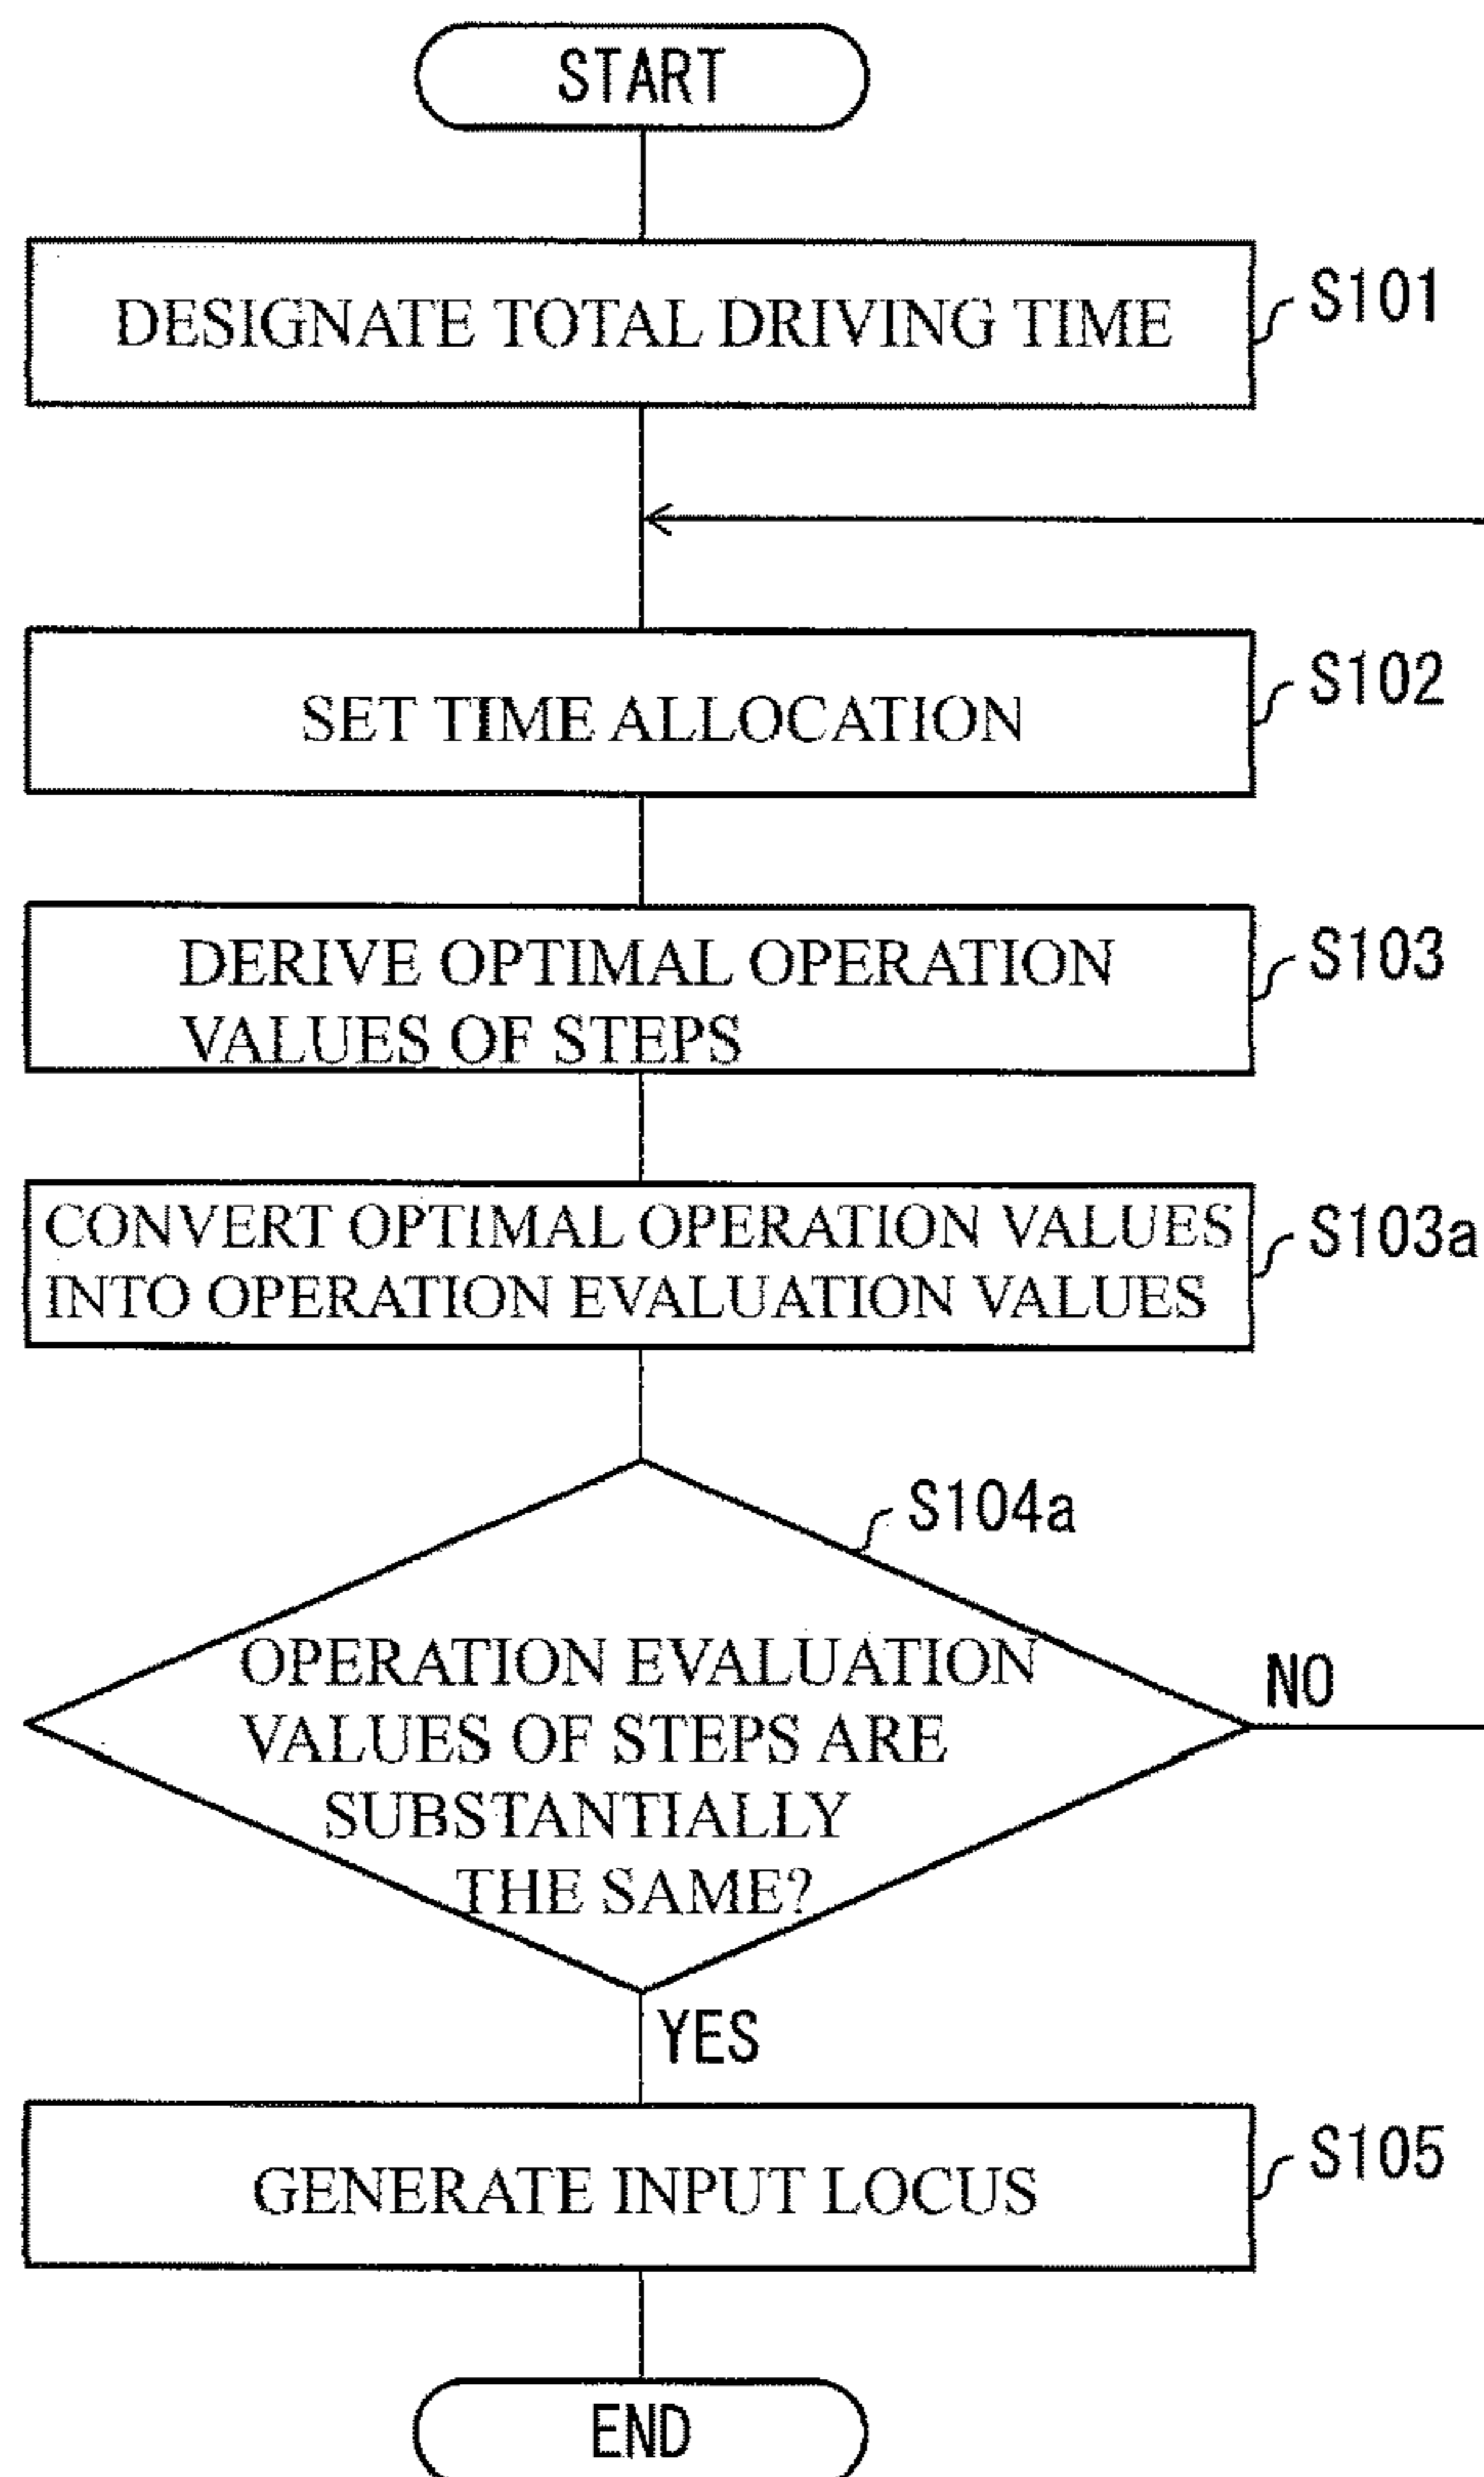 START
DESIGNATE TOTAL DRIVING TIME
S101
SET TIME ALLOCATION
S102
DERIVE OPTIMAL OPERATION
VALUES OF STEPS
S103
CONVERT OPTIMAL OPERATION VALUES
INTO OPERATION EVALUATION VALUES
S103a
S104a
OPERATION EVALUATION
VALUES OF STEPS ARE
SUBSTANTIALLY
THE SAME?
NO
YES
GENERATE INPUT LOCUS
S105
END